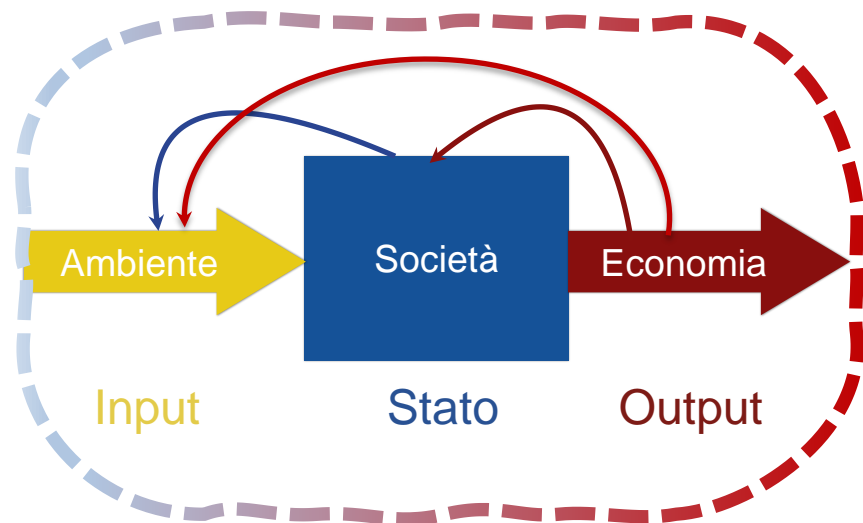 Ambiente
Società
Economia
Input
Stato
Output